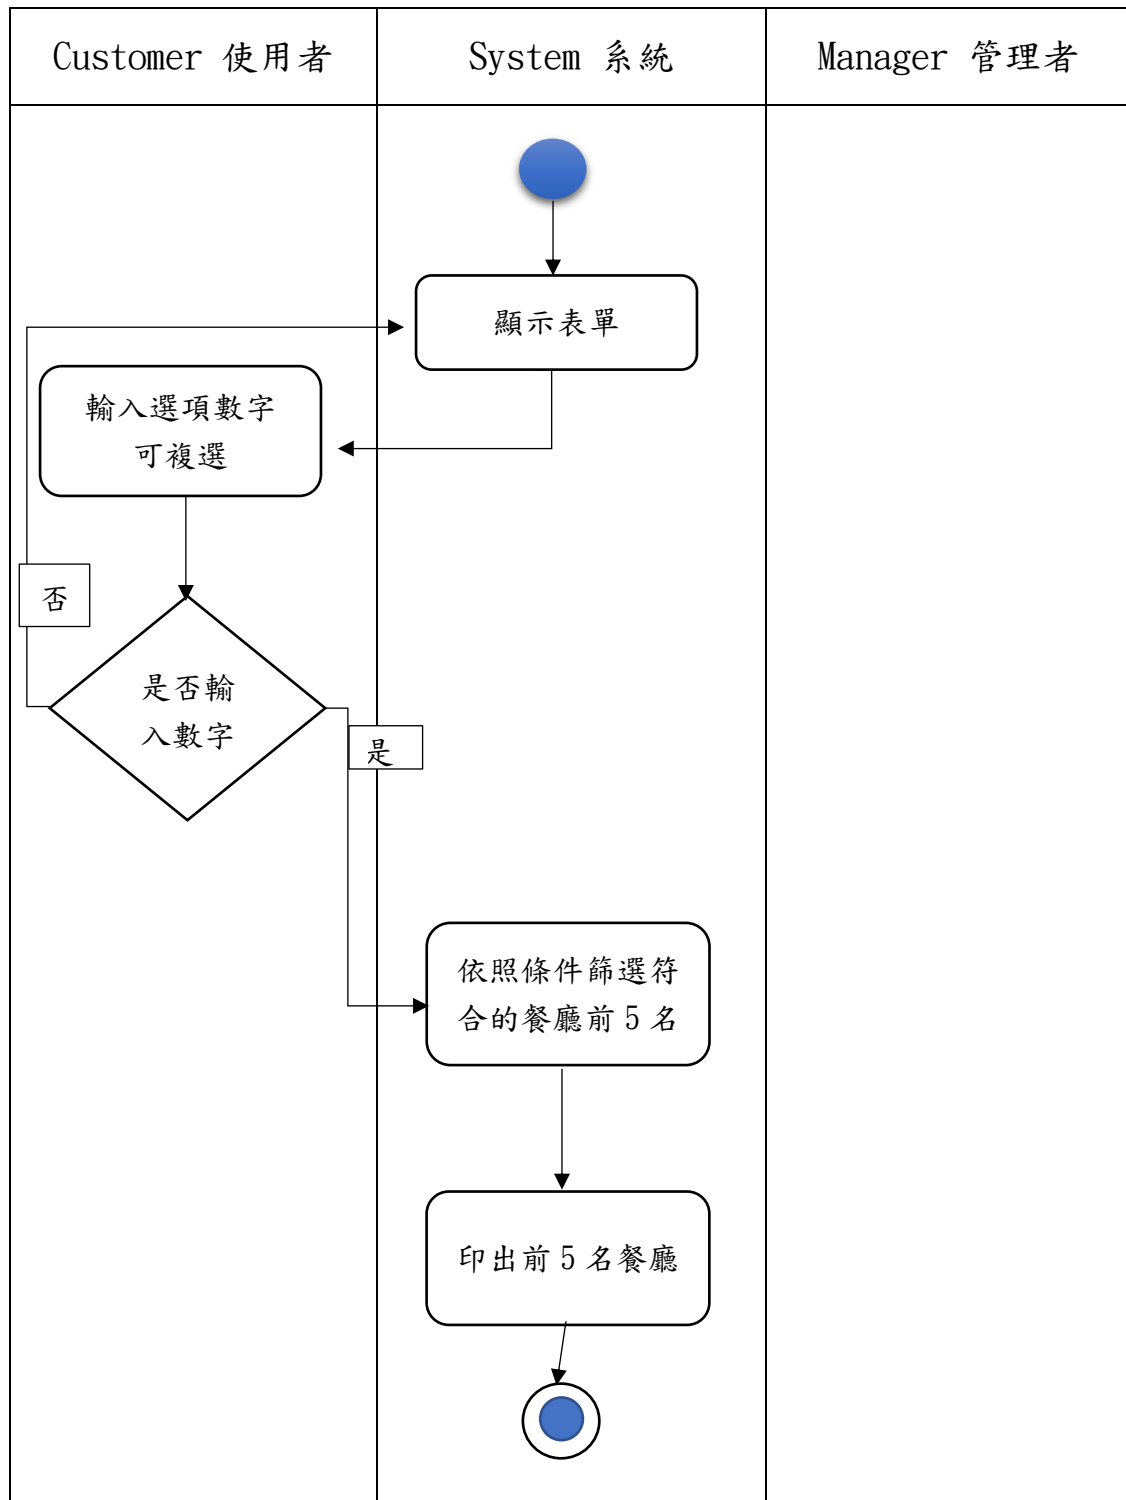 Customer 使用者
System 系統
Manager 管理者
顯示表單
輸入選項數字
可複選
否
是否輸
入數字
是
依照條件篩選符
合的餐廳前 5 名
印出前 5 名餐廳